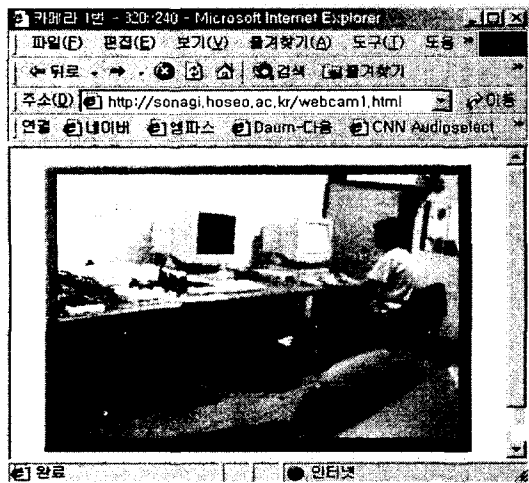 카메라 1번 - 320×240 - Microsoft Internet Explorer
파일(F) 편집(E) 보기(V) 즐겨찾기(A) 도구(T) 도움 »
뒤로 검색 즐겨찾기 »
주소(D) http://sonagi.hoseo.ac.kr/webcam1.html 이동
연결 네이버 엠파스 Daum-다음 CNN Audioselect »
완료 인터넷